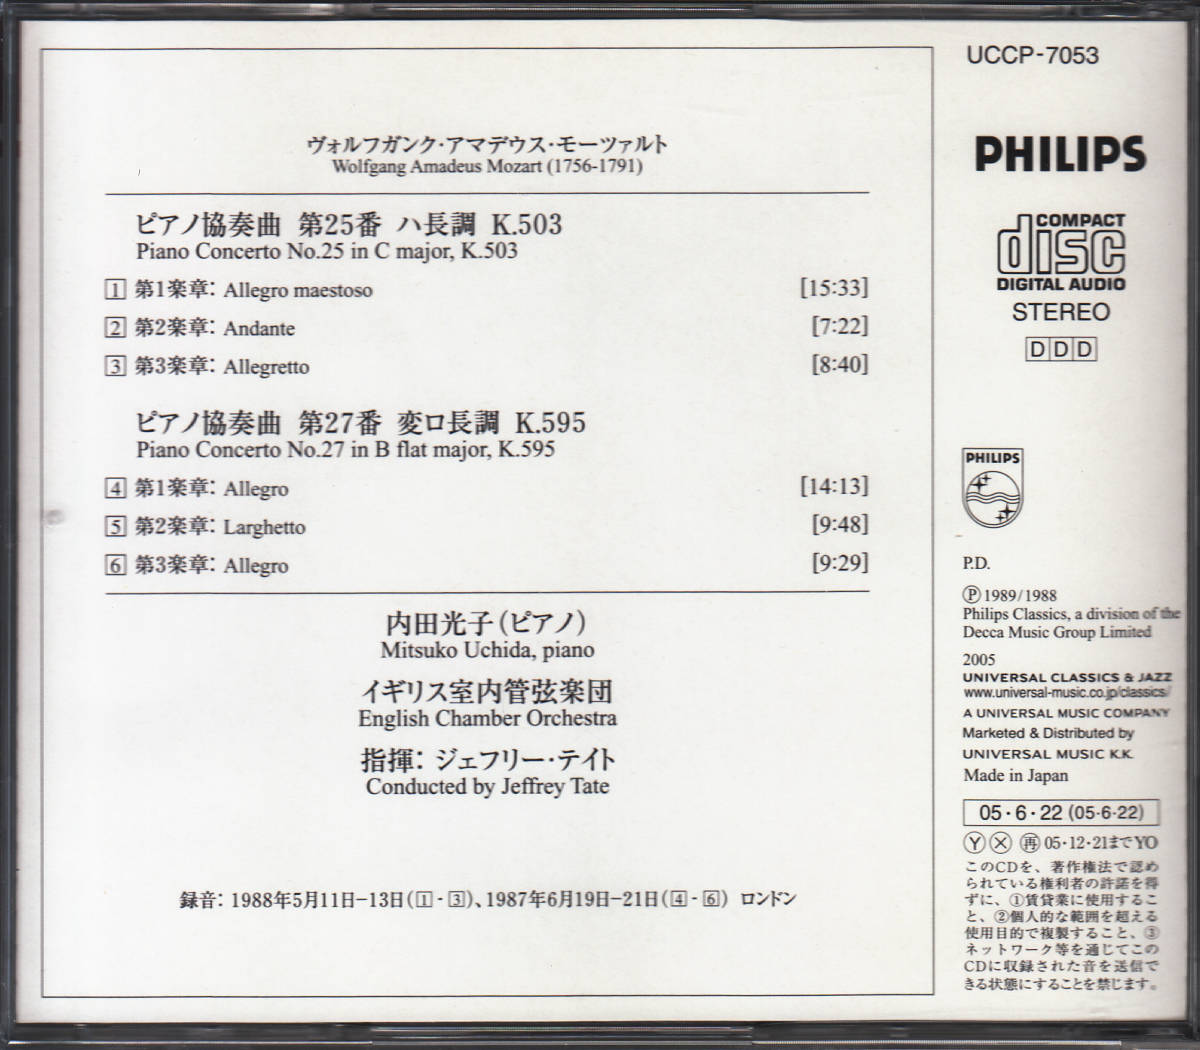 ヴォルフガンク・アマデウス・モーツァルト
Wolfgang Amadeus Mozart (1756-1791)
ピアノ協奏曲 第25番 ハ長調 K.503
Piano Concerto No.25 in C major, K.503
1 第1楽章: Allegro maestoso [15:33]
2 第2楽章: Andante [7:22]
3 第3楽章: Allegretto [8:40]
ピアノ協奏曲 第27番 変ロ長調 K.595
Piano Concerto No.27 in B flat major, K.595
4 第1楽章: Allegro [14:13]
5 第2楽章: Larghetto [9:48]
6 第3楽章: Allegro [9:29]
内田光子(ピアノ)
Mitsuko Uchida, piano
イギリス室内管弦楽団
English Chamber Orchestra
指揮: ジェフリー・テイト
Conducted by Jeffrey Tate
録音: 1988年5月11日-13日(1-3)、1987年6月19日-21日(4-6) ロンドン
UCCP-7053
PHILIPS
COMPACT
disc
DIGITAL AUDIO
STEREO
DDD
PHILIPS
P.D.
Ⓟ 1989/1988
Philips Classics, a division of the
Decca Music Group Limited
2005
UNIVERSAL CLASSICS & JAZZ
www.universal-music.co.jp/classics/
A UNIVERSAL MUSIC COMPANY
Marketed & Distributed by
UNIVERSAL MUSIC K.K.
Made in Japan
05・6・22 (05・6・22)
Ⓨ Ⓧ ㊢ 05・12・21まで YO
このCDを、著作権法で認め
られている権利者の許諾を得
ずに、①賃貸業に使用するこ
と、②個人的な範囲を超える
使用目的で複製すること、③
ネットワーク等を通じてこの
CDに収録された音を送信で
きる状態にすることを禁じます。